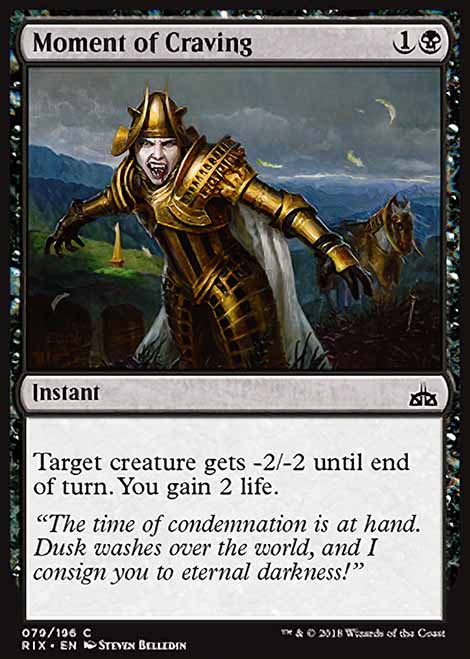 Moment of Craving 1
Instant
Target creature gets -2/-2 until end
of turn. You gain 2 life.
“The time of condemnation is at hand.
Dusk washes over the world, and I
consign you to eternal darkness!”
079/196 C
RIX • EN Steven Belledin
™ & © 2018 Wizards of the Coast